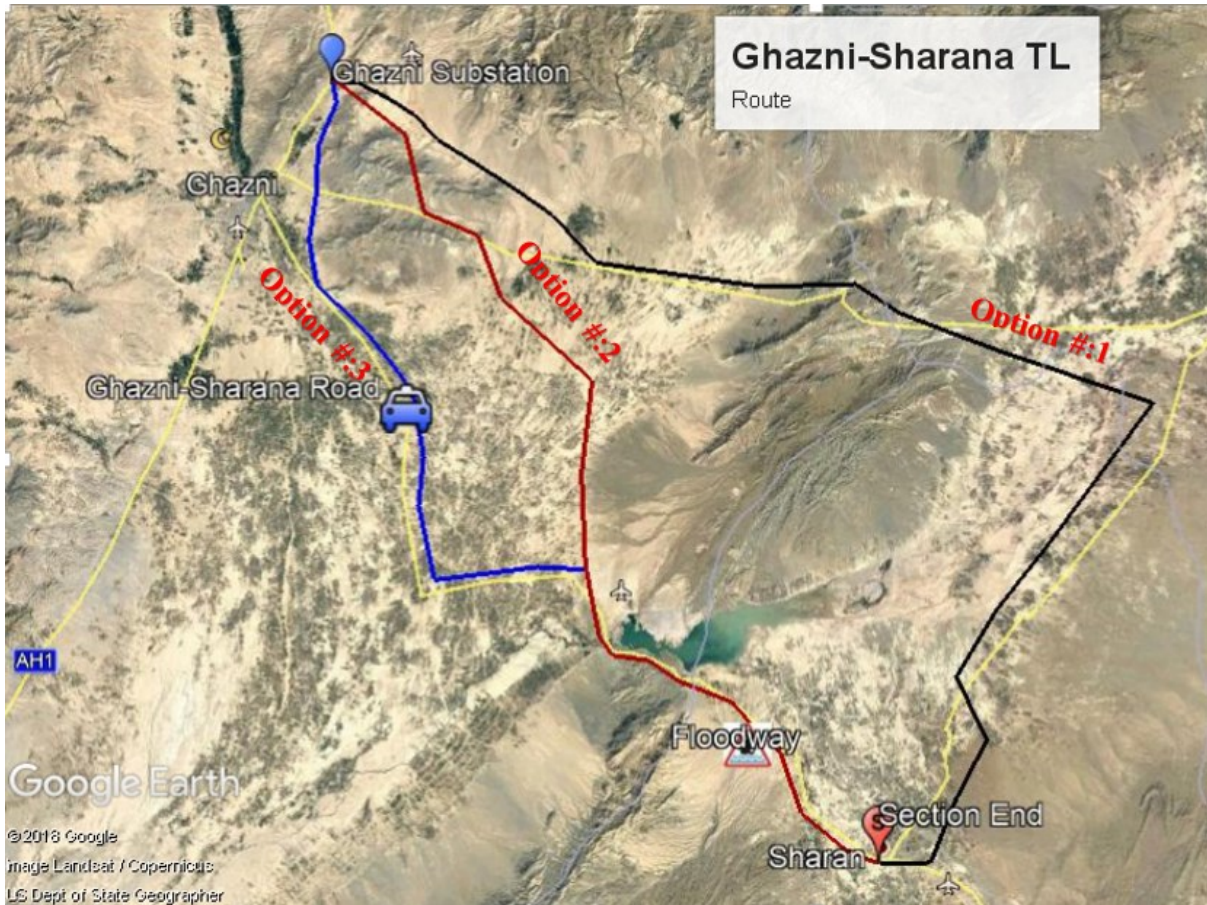 Ghazni-Sharana TL
Route
Ghazni Substation
Ghazni
Option #:1
Option #:2
Option #:3
Ghazni-Sharana Road
AH1
Floodway
Section End
Sharan
Google Earth
©2018 Google
Image Landsat / Copernicus
US Dept of State Geographer